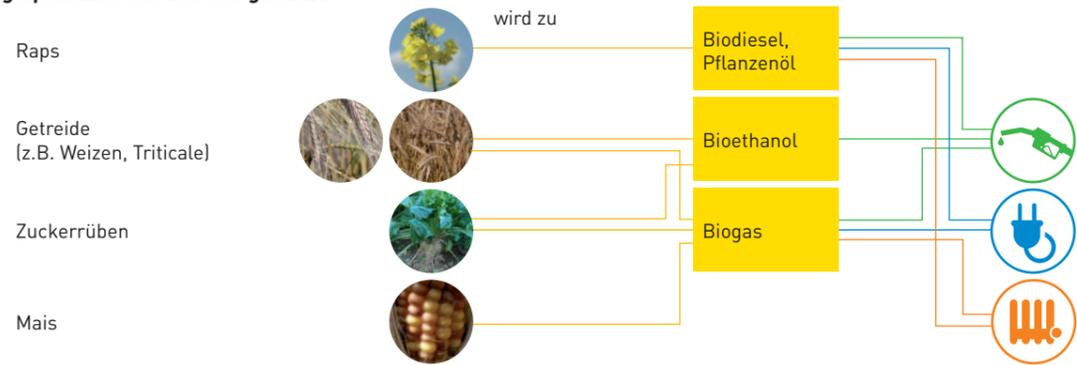 wird zu
Raps
Biodiesel,
Pflanzenöl
Getreide
(z.B. Weizen, Triticale)
Bioethanol
Zuckerrüben
Biogas
Mais